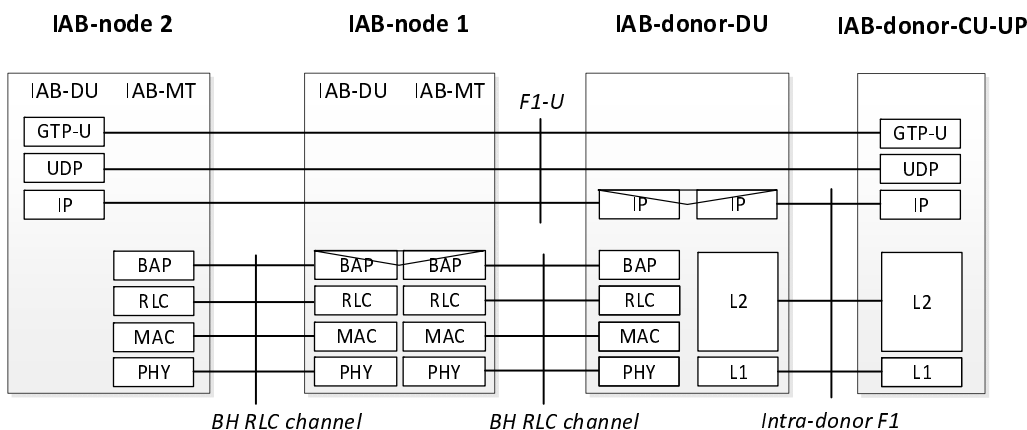 IAB-node 2 IAB-node 1 IAB-donor-DU IAB-donor-CU-UP
IAB-DU IAB-MT IAB-DU IAB-MT
F1-U
GTP-U GTP-U
UDP UDP
IP IP IP IP
BAP BAP BAP BAP
RLC RLC RLC RLC L2 L2
MAC MAC MAC MAC
PHY PHY PHY PHY L1 L1
BH RLC channel BH RLC channel Intra-donor F1